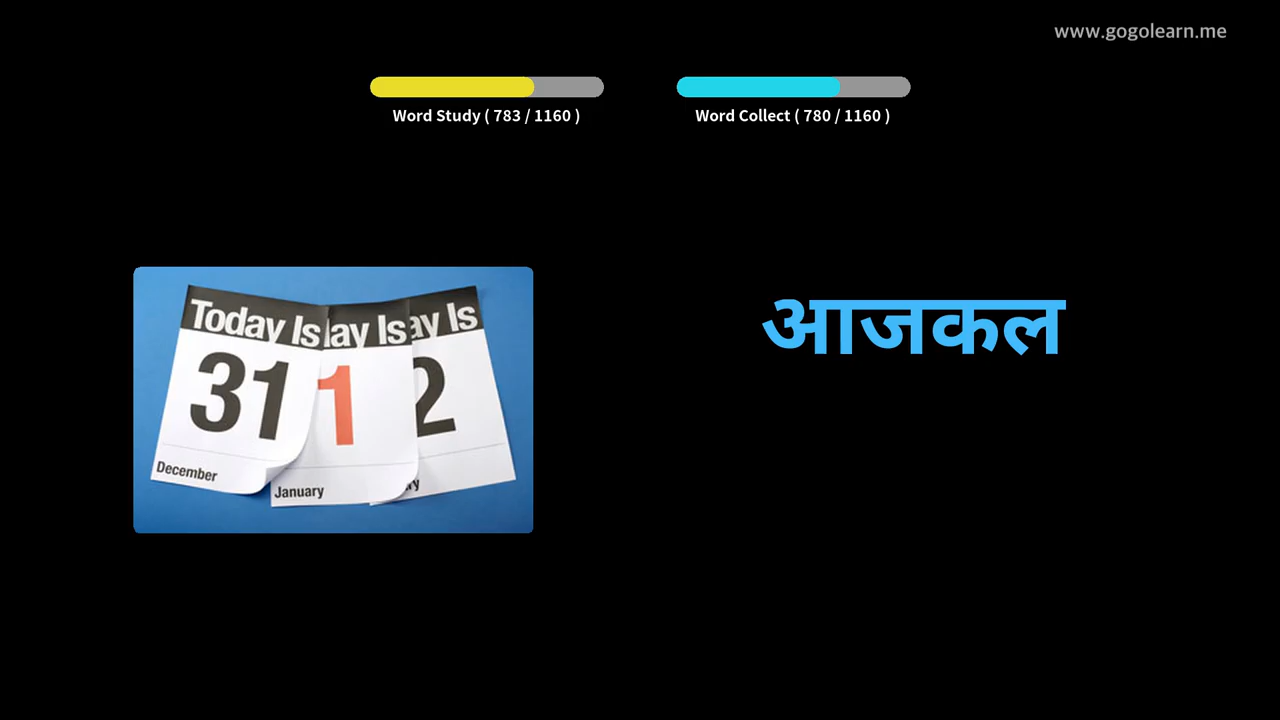 www.gogolearn.me
Word Study ( 783 / 1160 )
Word Collect ( 780 / 1160 )
Today Is
ay Is
ay Is
31
1
2
December
January
ry
आजकल